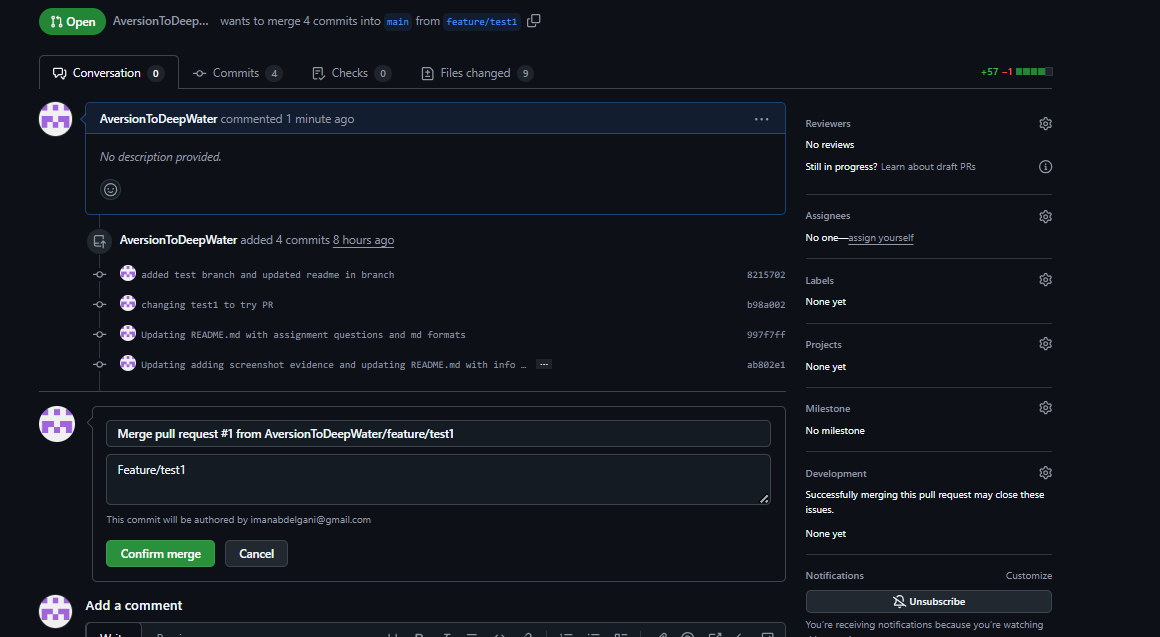 Open AversionToDeep... wants to merge 4 commits into main from feature/test1
Conversation 0 Commits 4 Checks 0 Files changed 9 +57 −1
AversionToDeepWater commented 1 minute ago
No description provided.
AversionToDeepWater added 4 commits 8 hours ago
added test branch and updated readme in branch 8215702
changing test1 to try PR b98a002
Updating README.md with assignment questions and md formats 997f7ff
Updating adding screenshot evidence and updating README.md with info … ab802e1
Merge pull request #1 from AversionToDeepWater/feature/test1
Feature/test1
This commit will be authored by imanabdelgani@gmail.com
Confirm merge Cancel
Add a comment
Reviewers
No reviews
Still in progress? Learn about draft PRs
Assignees
No one—assign yourself
Labels
None yet
Projects
None yet
Milestone
No milestone
Development
Successfully merging this pull request may close these
issues.
None yet
Notifications Customize
Unsubscribe
You're receiving notifications because you're watching